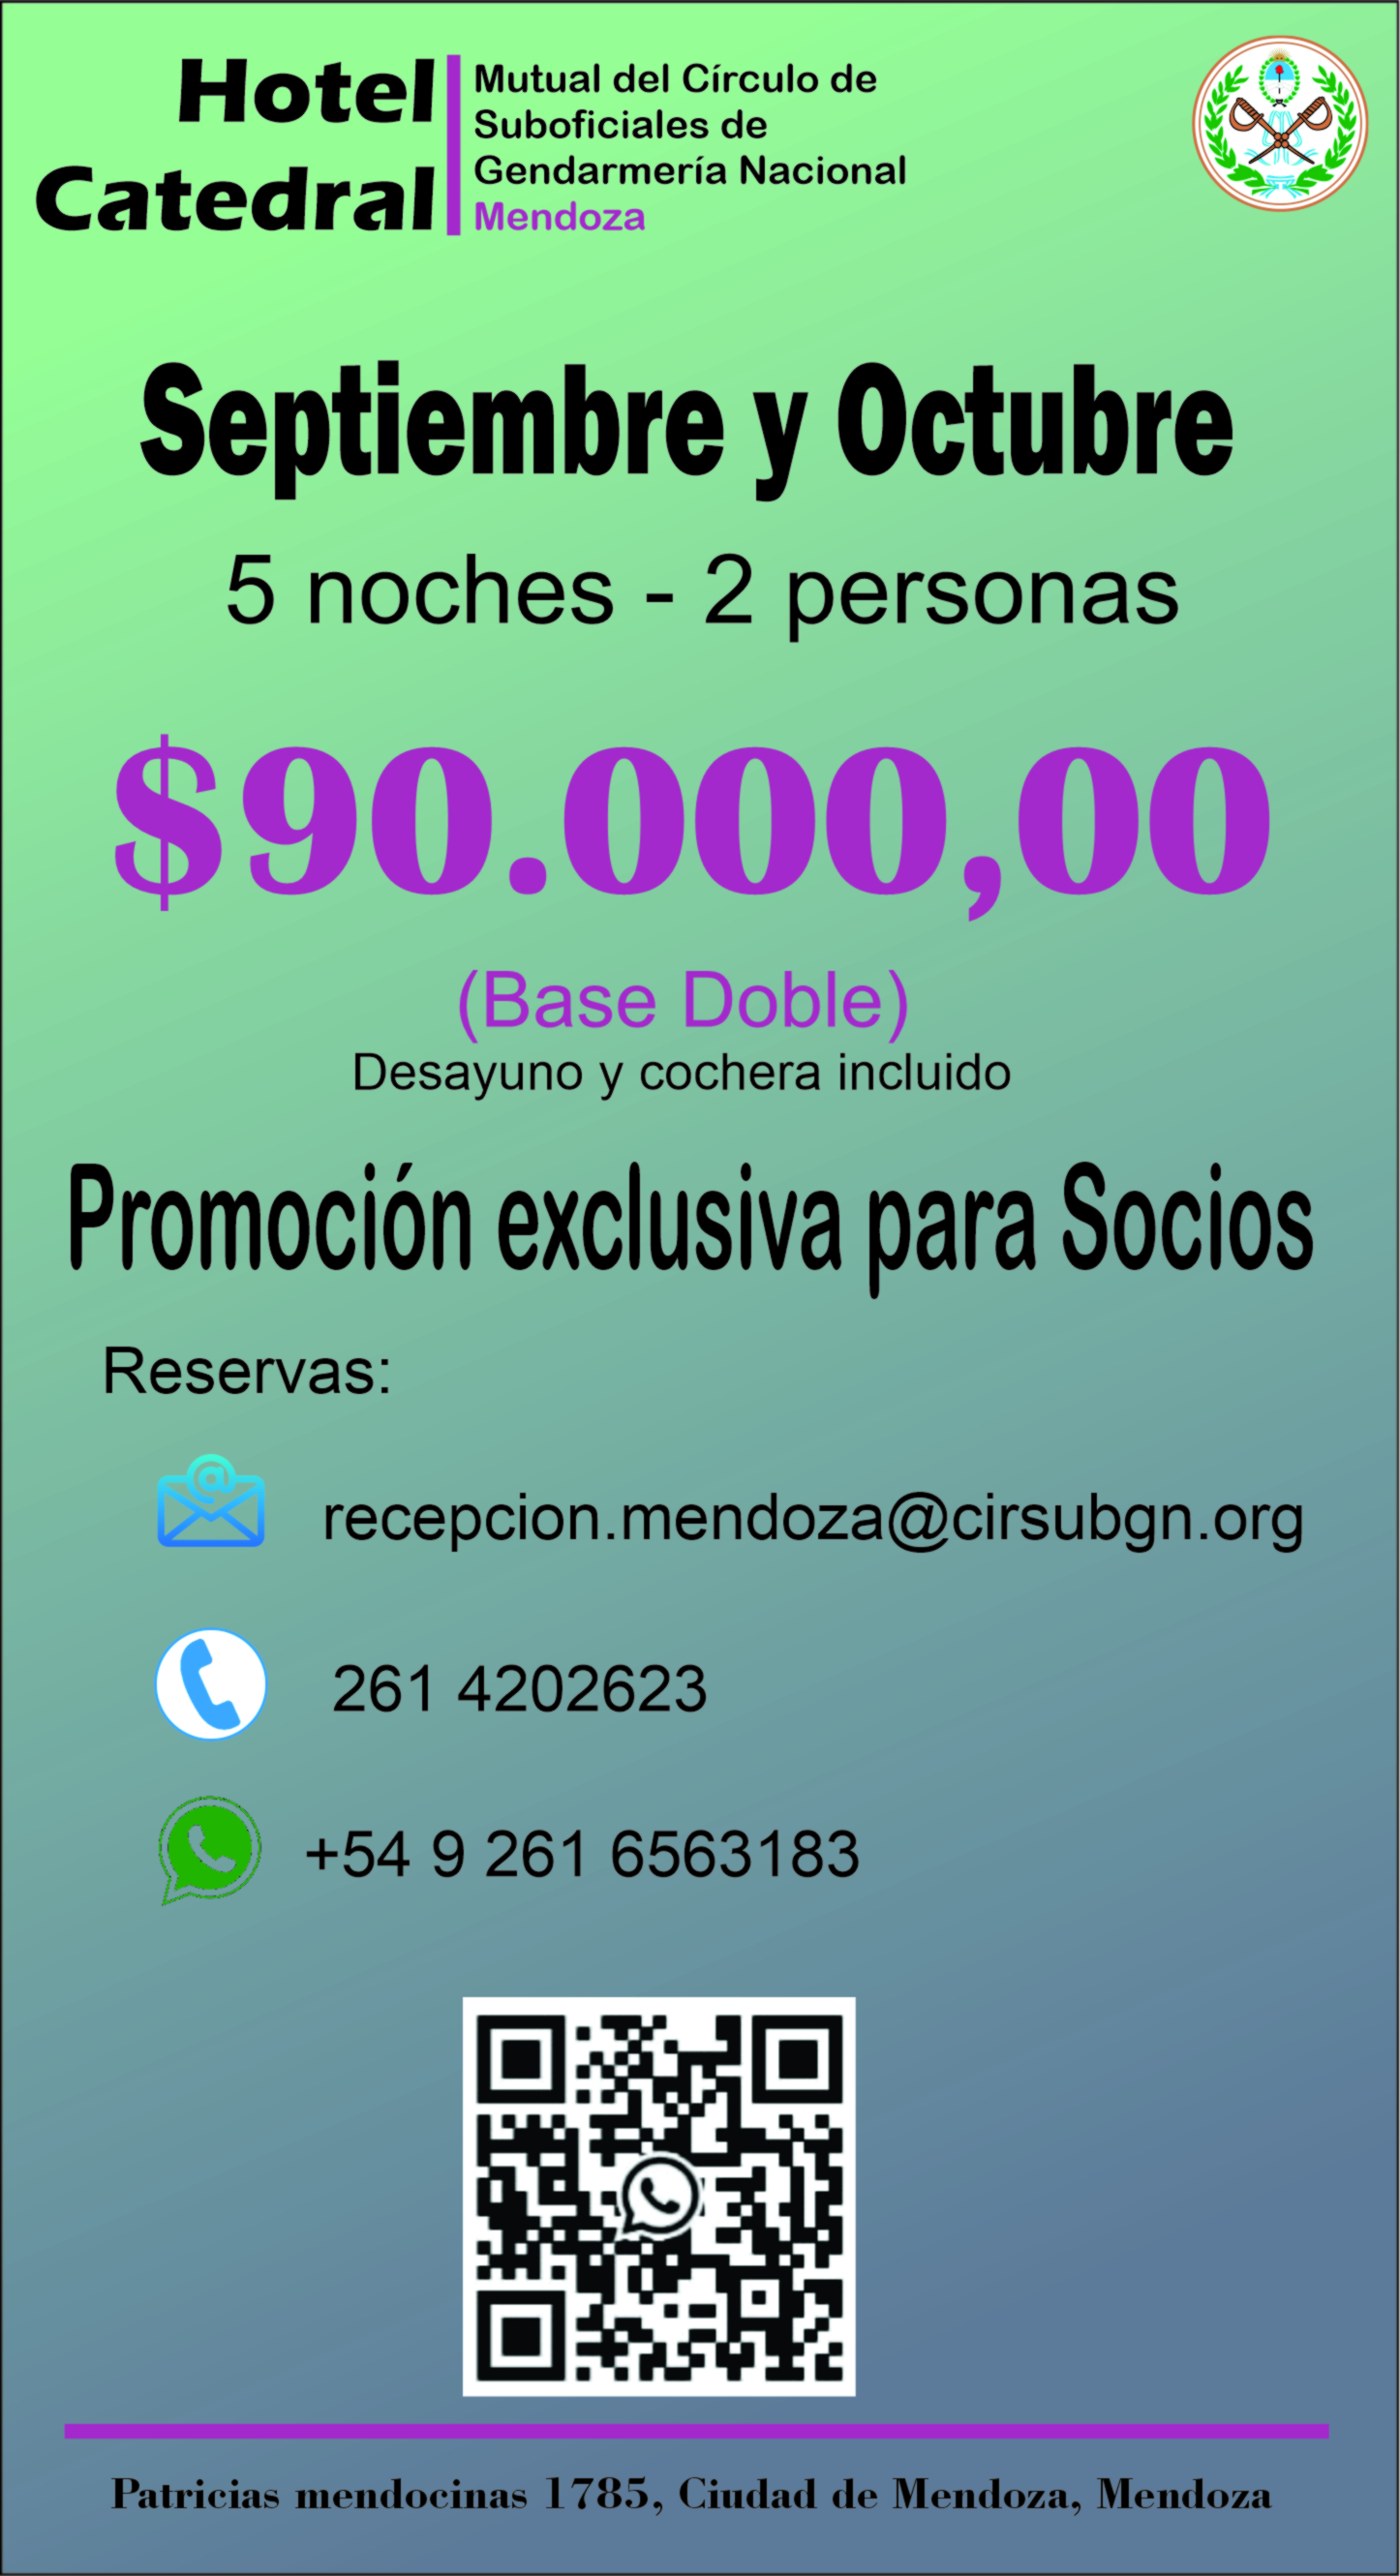 Hotel
Catedral
Mutual del Círculo de
Suboficiales de
Gendarmería Nacional
Mendoza
Septiembre y Octubre
5 noches - 2 personas
$90.000,00
(Base Doble)
Desayuno y cochera incluido
Promoción exclusiva para Socios
Reservas:
recepcion.mendoza@cirsubgn.org
261 4202623
+54 9 261 6563183
Patricias mendocinas 1785, Ciudad de Mendoza, Mendoza